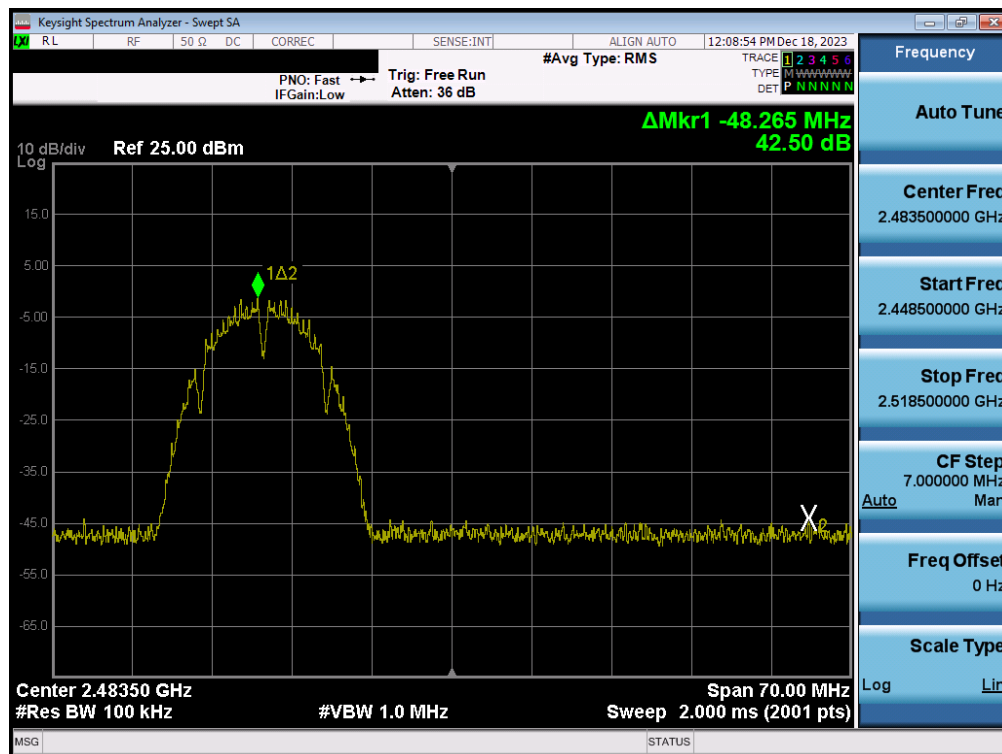 Keysight Spectrum Analyzer - Swept SA
LXI RL RF 50 Ω DC CORREC SENSE:INT ALIGN AUTO 12:08:54 PM Dec 18, 2023
PNO: Fast
IFGain:Low
Trig: Free Run
Atten: 36 dB
#Avg Type: RMS
TRACE 1 2 3 4 5 6
TYPE M W W W W W
DET P N N N N N
ΔMkr1 -48.265 MHz
42.50 dB
10 dB/div Ref 25.00 dBm
Log
15.0
5.00
-5.00
-15.0
-25.0
-35.0
-45.0
-55.0
-65.0
1Δ2
X2
Center 2.48350 GHz Span 70.00 MHz
#Res BW 100 kHz #VBW 1.0 MHz Sweep 2.000 ms (2001 pts)
MSG STATUS
Frequency
Auto Tune
Center Freq
2.483500000 GHz
Start Freq
2.448500000 GHz
Stop Freq
2.518500000 GHz
CF Step
7.000000 MHz
Auto Man
Freq Offset
0 Hz
Scale Type
Log Lin